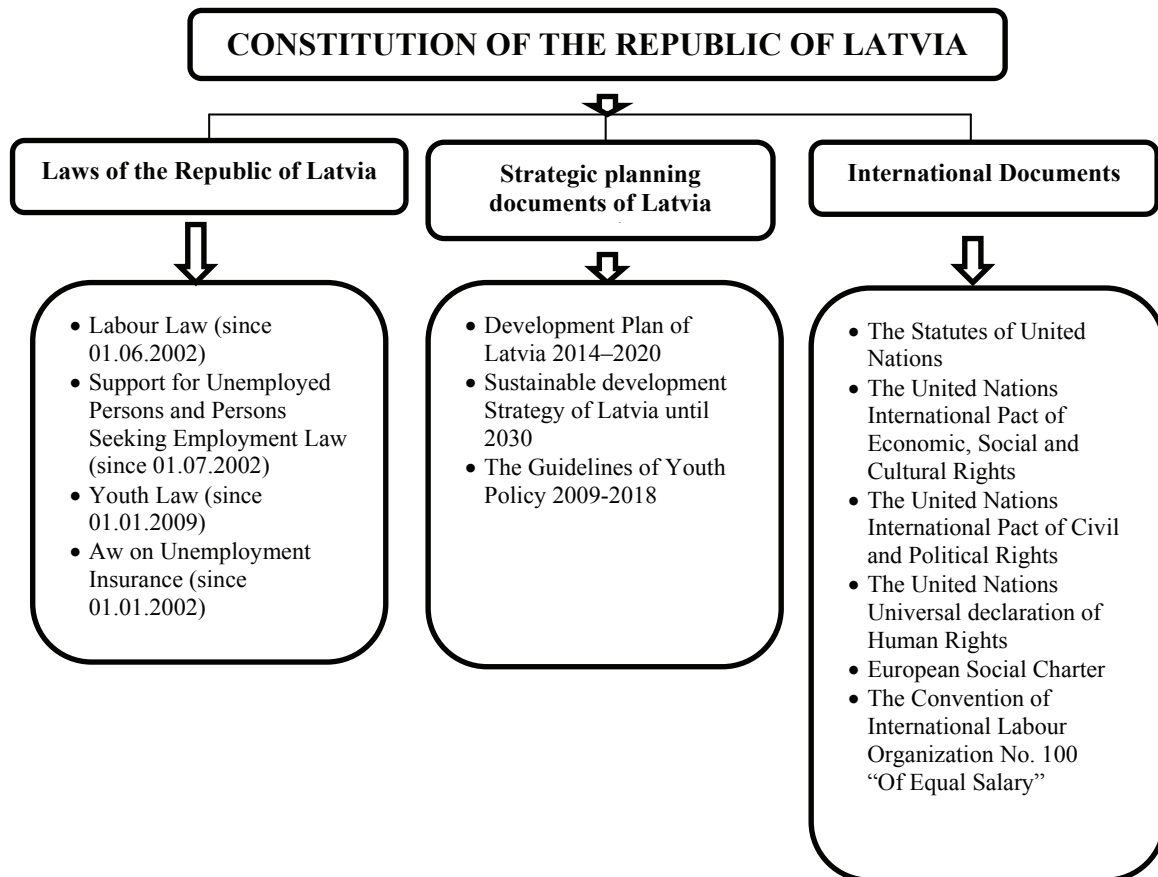 CONSTITUTION OF THE REPUBLIC OF LATVIA
Laws of the Republic of Latvia
• Labour Law (since
01.06.2002)
• Support for Unemployed
Persons and Persons
Seeking Employment Law
(since 01.07.2002)
• Youth Law (since
01.01.2009)
• Aw on Unemployment
Insurance (since
01.01.2002)
Strategic planning
documents of Latvia
• Development Plan of
Latvia 2014–2020
• Sustainable development
Strategy of Latvia until
2030
• The Guidelines of Youth
Policy 2009-2018
International Documents
• The Statutes of United
Nations
• The United Nations
International Pact of
Economic, Social and
Cultural Rights
• The United Nations
International Pact of Civil
and Political Rights
• The United Nations
Universal declaration of
Human Rights
• European Social Charter
• The Convention of
International Labour
Organization No. 100
“Of Equal Salary”